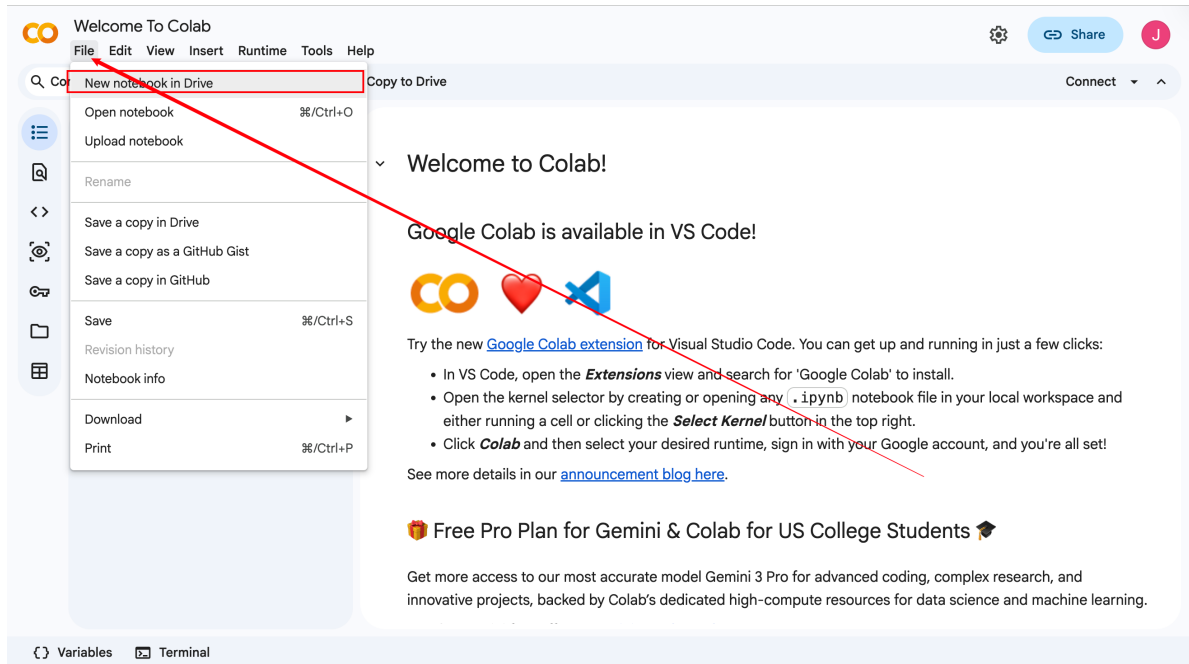 Welcome To Colab
File Edit View Insert Runtime Tools Help
Share
J
New notebook in Drive
Copy to Drive
Connect
Open notebook ⌘/Ctrl+O
Upload notebook
Rename
Save a copy in Drive
Save a copy as a GitHub Gist
Save a copy in GitHub
Save ⌘/Ctrl+S
Revision history
Notebook info
Download
Print ⌘/Ctrl+P
Welcome to Colab!
Google Colab is available in VS Code!
Try the new Google Colab extension for Visual Studio Code. You can get up and running in just a few clicks:
• In VS Code, open the Extensions view and search for 'Google Colab' to install.
• Open the kernel selector by creating or opening any .ipynb notebook file in your local workspace and
either running a cell or clicking the Select Kernel button in the top right.
• Click Colab and then select your desired runtime, sign in with your Google account, and you're all set!
See more details in our announcement blog here.
🎁 Free Pro Plan for Gemini & Colab for US College Students 🎓
Get more access to our most accurate model Gemini 3 Pro for advanced coding, complex research, and
innovative projects, backed by Colab’s dedicated high-compute resources for data science and machine learning.
Variables Terminal